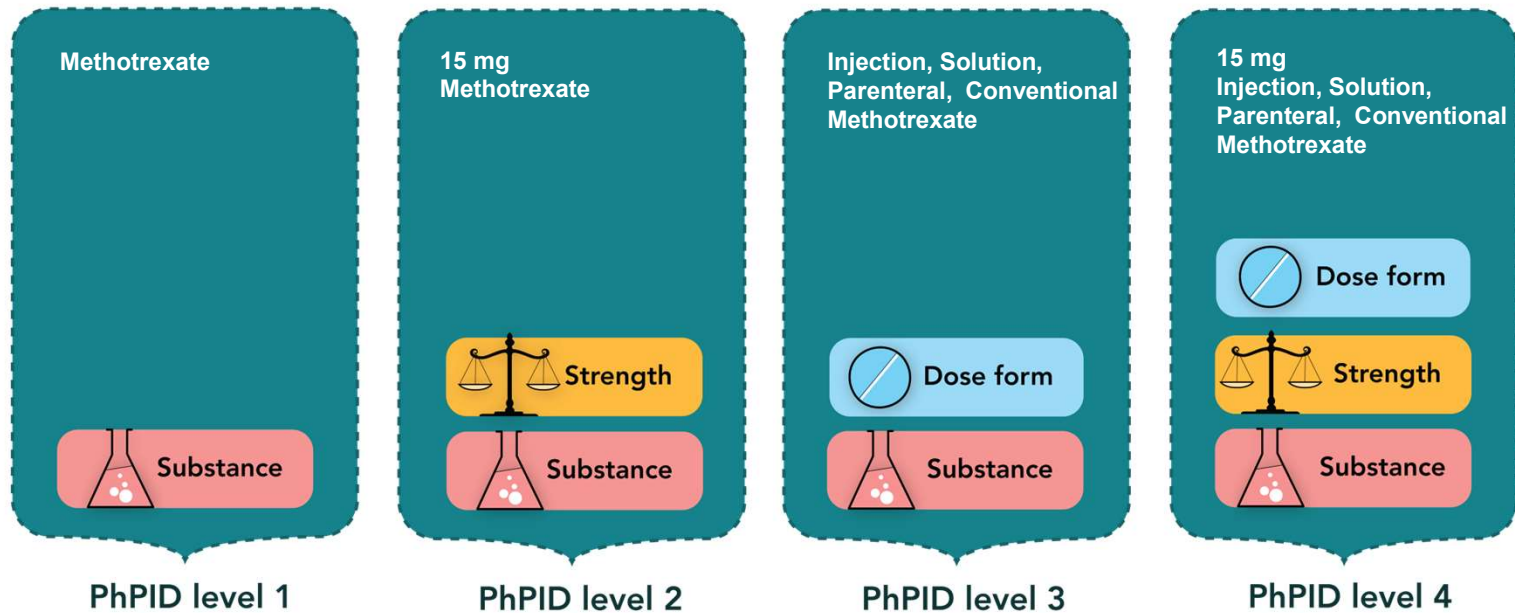 Methotrexate
Substance
PhPID level 1
15 mg
Methotrexate
Strength
Substance
PhPID level 2
Injection, Solution,
Parenteral, Conventional
Methotrexate
Dose form
Substance
PhPID level 3
15 mg
Injection, Solution,
Parenteral, Conventional
Methotrexate
Dose form
Strength
Substance
PhPID level 4